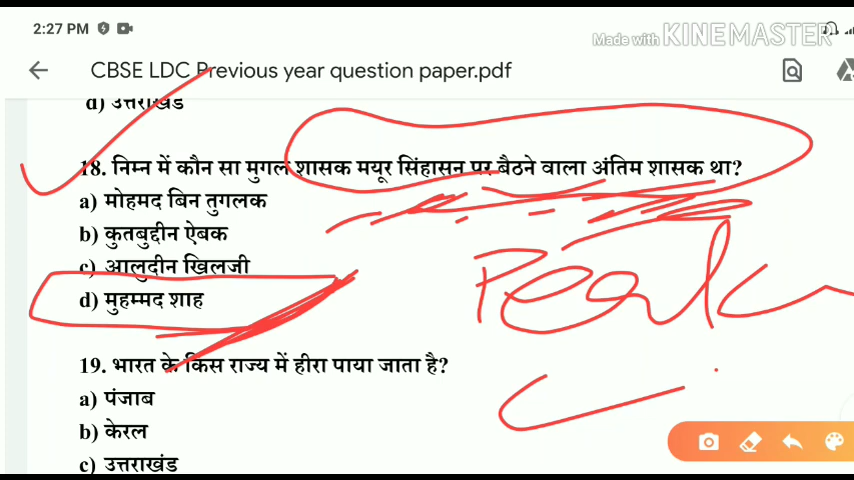 2:27 PM
Made with KINEMASTER
CBSE LDC Previous year question paper.pdf
d) उत्तराखंड
18. निम्न में कौन सा मुगल शासक मयूर सिंहासन पर बैठने वाला अंतिम शासक था?
a) मोहमद बिन तुगलक
b) कुतबुद्दीन ऐबक
c) आलुदीन खिलजी
d) मुहम्मद शाह
19. भारत के किस राज्य में हीरा पाया जाता है?
a) पंजाब
b) केरल
c) उत्तराखंड